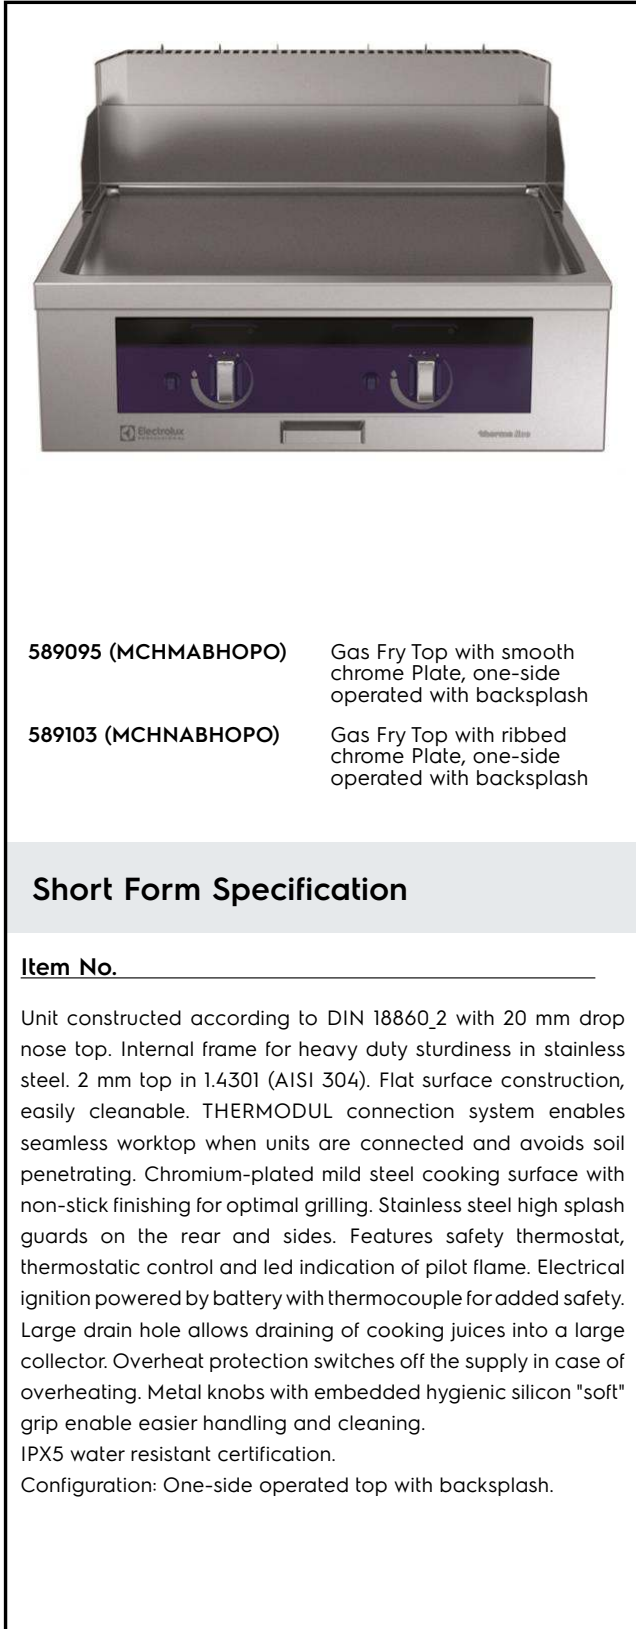 Electrolux
PROFESSIONAL
thermaline
589095 (MCHMABHOPO)
Gas Fry Top with smooth
chrome Plate, one-side
operated with backsplash
589103 (MCHNABHOPO)
Gas Fry Top with ribbed
chrome Plate, one-side
operated with backsplash
Short Form Specification
Item No.
Unit constructed according to DIN 18860_2 with 20 mm drop
nose top. Internal frame for heavy duty sturdiness in stainless
steel. 2 mm top in 1.4301 (AISI 304). Flat surface construction,
easily cleanable. THERMODUL connection system enables
seamless worktop when units are connected and avoids soil
penetrating. Chromium-plated mild steel cooking surface with
non-stick finishing for optimal grilling. Stainless steel high splash
guards on the rear and sides. Features safety thermostat,
thermostatic control and led indication of pilot flame. Electrical
ignition powered by battery with thermocouple for added safety.
Large drain hole allows draining of cooking juices into a large
collector. Overheat protection switches off the supply in case of
overheating. Metal knobs with embedded hygienic silicon "soft"
grip enable easier handling and cleaning.
IPX5 water resistant certification.
Configuration: One-side operated top with backsplash.